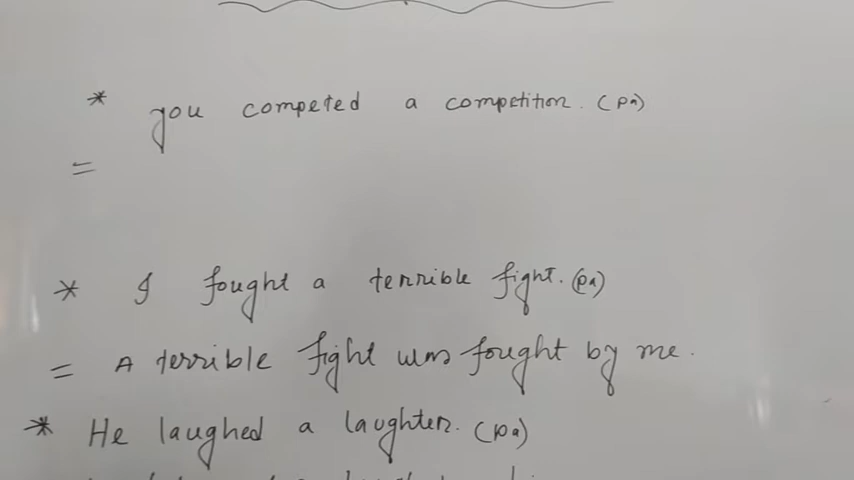 * you competed a competition. (pa)
=
* I fought a terrible fight. (pa)
= A terrible fight was fought by me.
* He laughed a laughter. (pa)